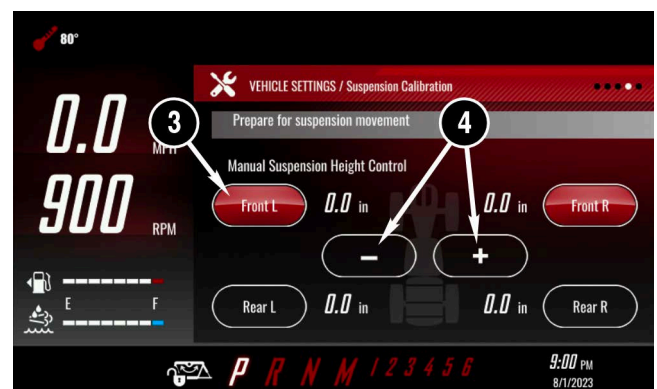 80°
VEHICLE SETTINGS / Suspension Calibration
Prepare for suspension movement
3
4
0.0 MPH
Manual Suspension Height Control
Front L 0.0 in 0.0 in Front R
900 RPM
− +
E F
Rear L 0.0 in 0.0 in Rear R
P R N M 1 2 3 4 5 6
9:00 PM
8/1/2023